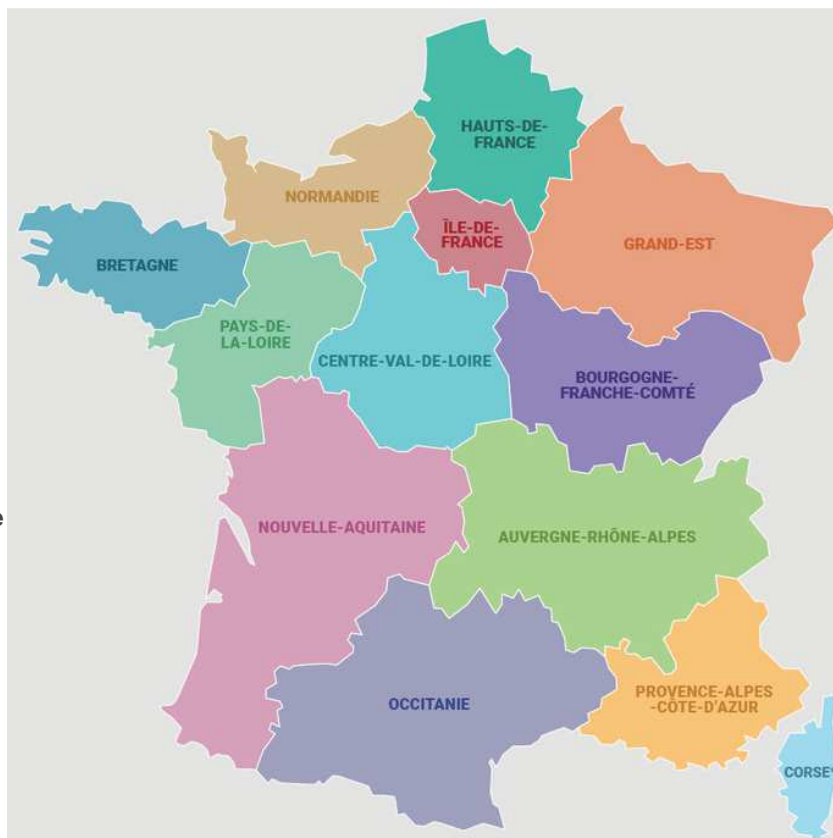 HAUTS-DE-
FRANCE
NORMANDIE
ÎLE-DE-
FRANCE
GRAND-EST
BRETAGNE
PAYS-DE-
LA-LOIRE
CENTRE-VAL-DE-LOIRE
BOURGOGNE-
FRANCHE-COMTÉ
NOUVELLE-AQUITAINE
AUVERGNE-RHÔNE-ALPES
OCCITANIE
PROVENCE-ALPES
-CÔTE-D'AZUR
CORSE
e